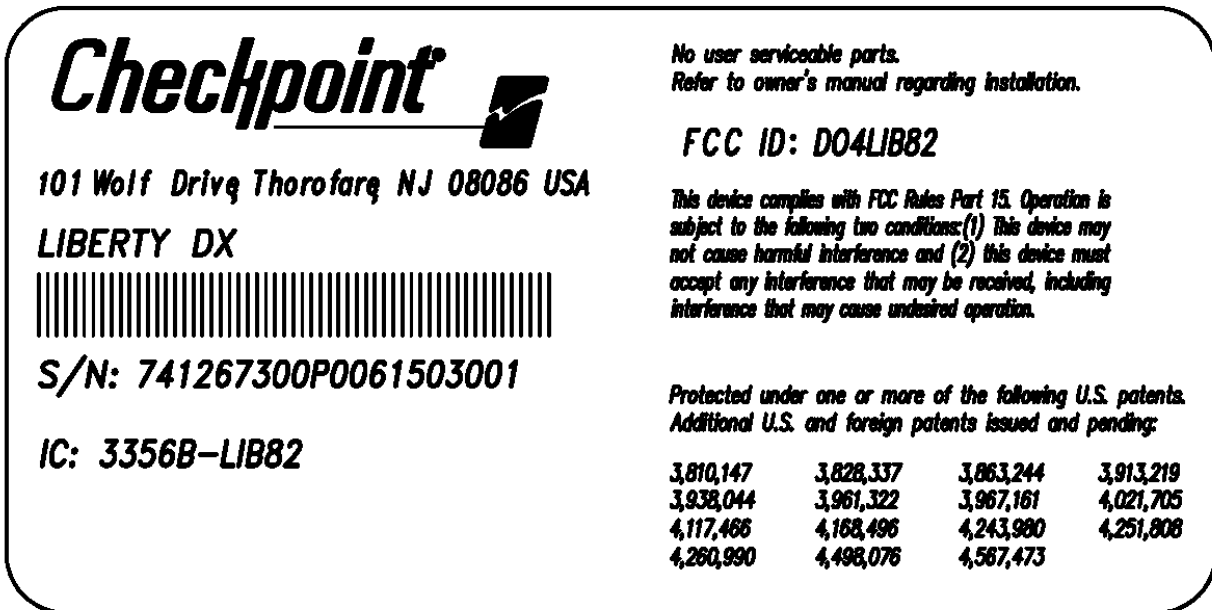 Checkpoint®
101 Wolf Drive, Thorofare, NJ 08086 USA
LIBERTY DX
S/N: 741267300P0061503001
IC: 3356B-LIB82
No user serviceable parts.
Refer to owner's manual regarding installation.
FCC ID: DO4LIB82
This device complies with FCC Rules Part 15. Operation is
subject to the following two conditions:(1) This device may
not cause harmful interference and (2) this device must
accept any interference that may be received, including
interference that may cause undesired operation.
Protected under one or more of the following U.S. patents.
Additional U.S. and foreign patents issued and pending:
3,810,147 3,828,337 3,863,244 3,913,219
3,938,044 3,961,322 3,967,161 4,021,705
4,117,466 4,168,496 4,243,980 4,251,808
4,260,990 4,498,076 4,567,473